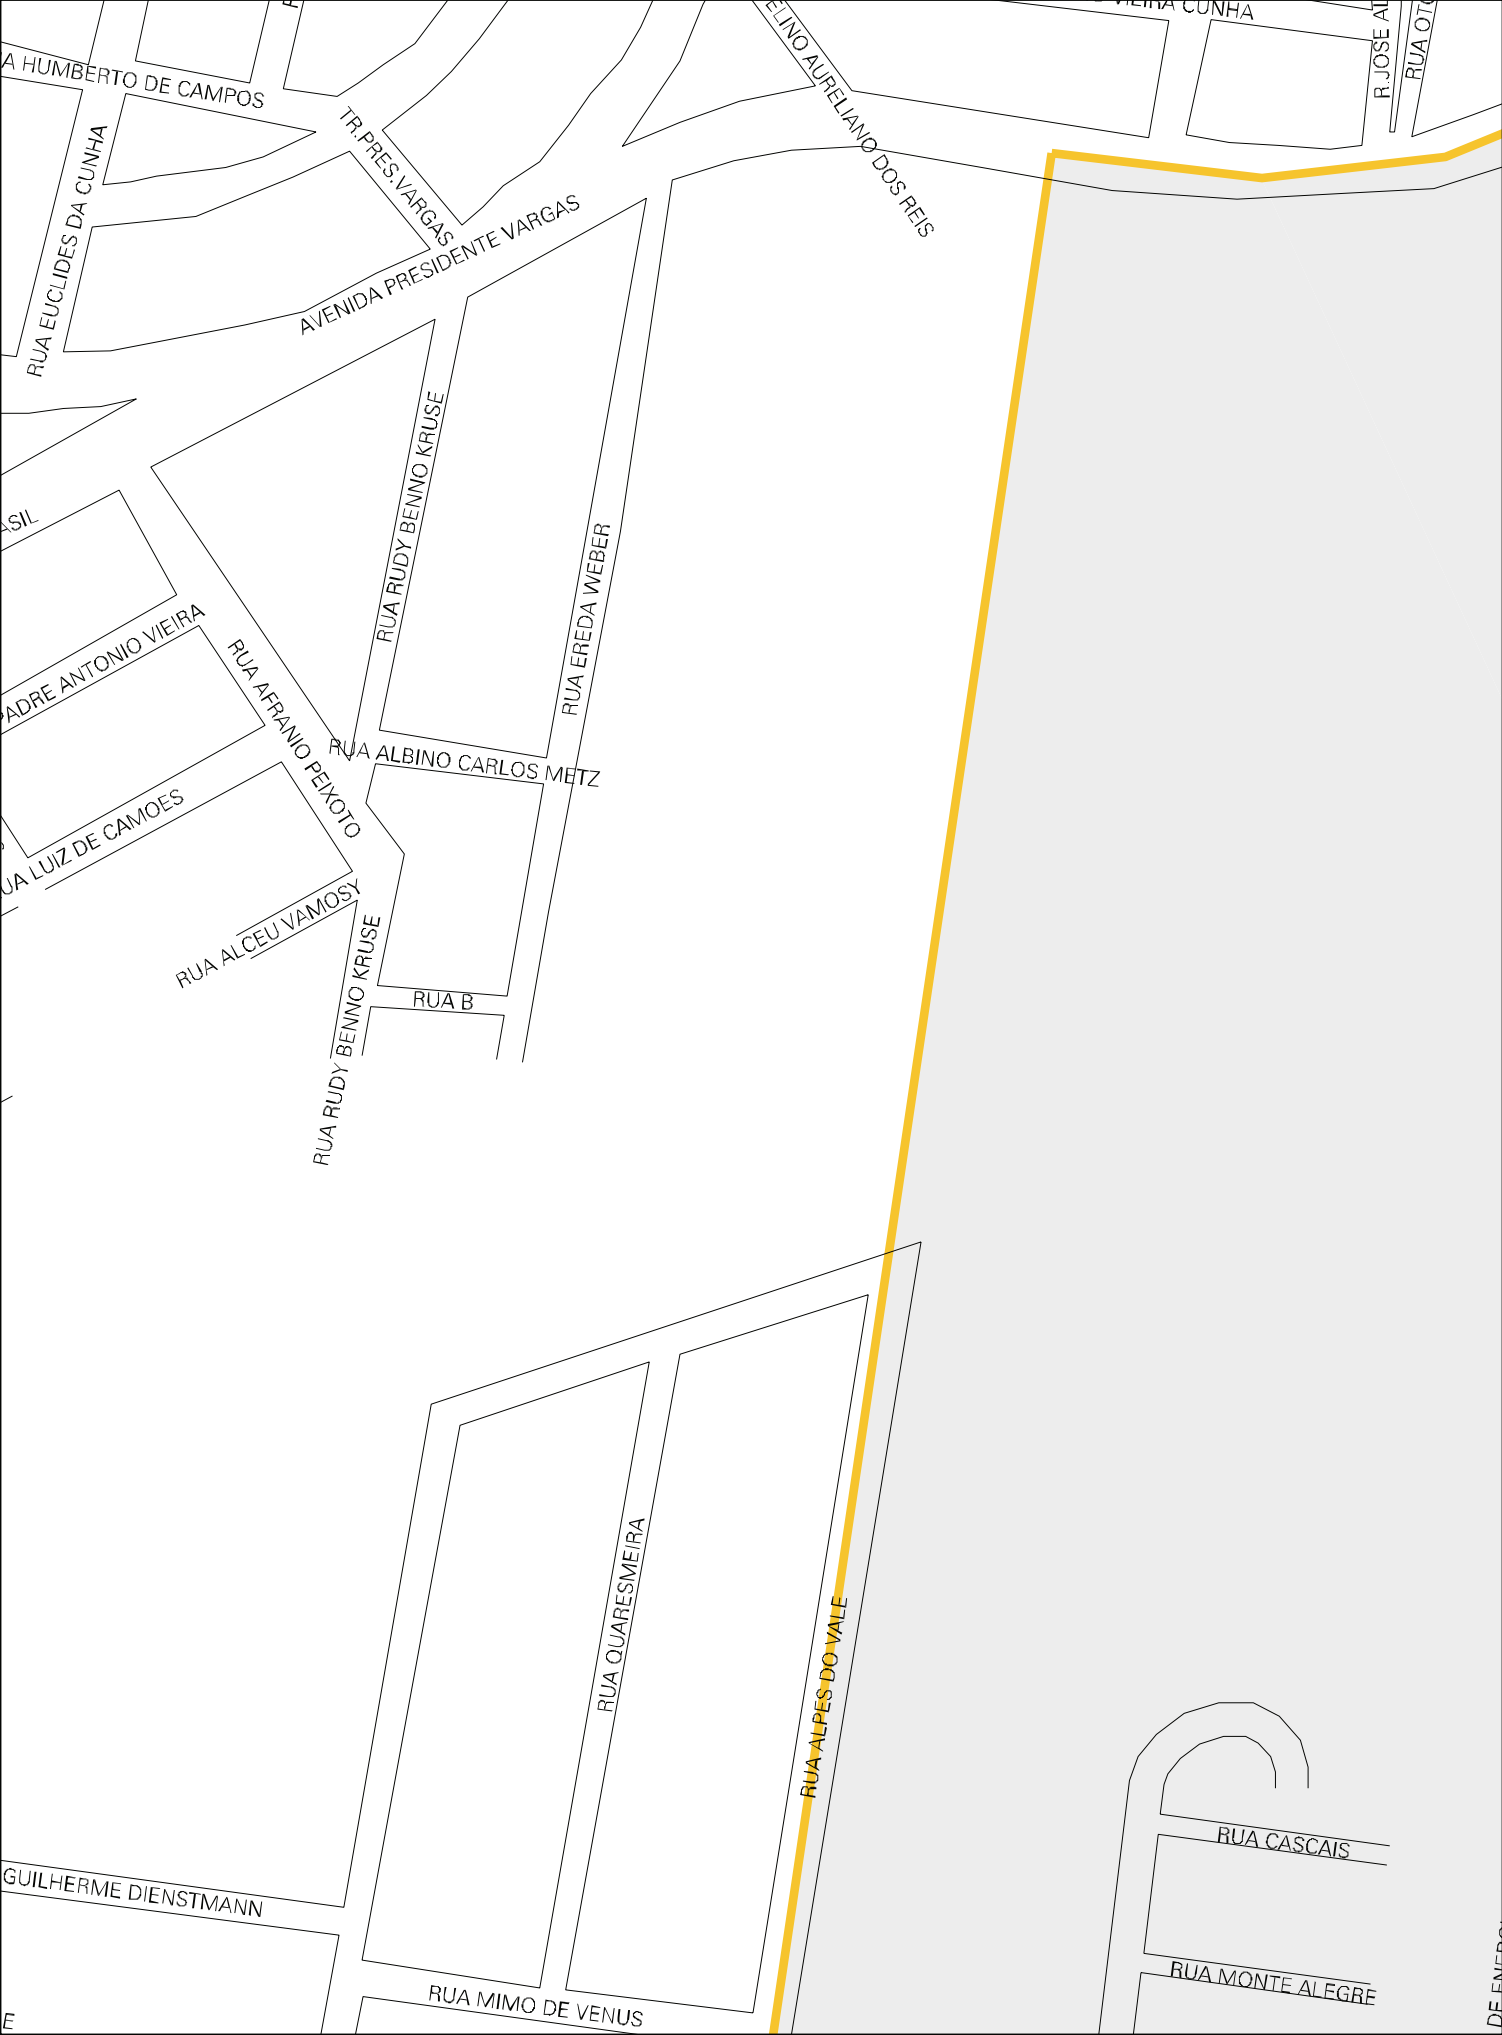 VIEIRA CUNHA
R.JOSE AL
RUA OTO
ELINO AURELIANO DOS REIS
A HUMBERTO DE CAMPOS
TR.PRES.VARGAS
RUA EUCLIDES DA CUNHA
AVENIDA PRESIDENTE VARGAS
RUA RUDY BENNO KRUSE
ASIL
RUA EREDA WEBER
PADRE ANTONIO VIEIRA
RUA AFRANIO PEIXOTO
RUA ALBINO CARLOS METZ
UA LUIZ DE CAMOES
RUA ALCEU VAMOSY
RUA RUDY BENNO KRUSE
RUA B
RUA QUARESMEIRA
RUA ALPES DO VALE
RUA CASCAIS
GUILHERME DIENSTMANN
RUA MONTE ALEGRE
RUA MIMO DE VENUS
E